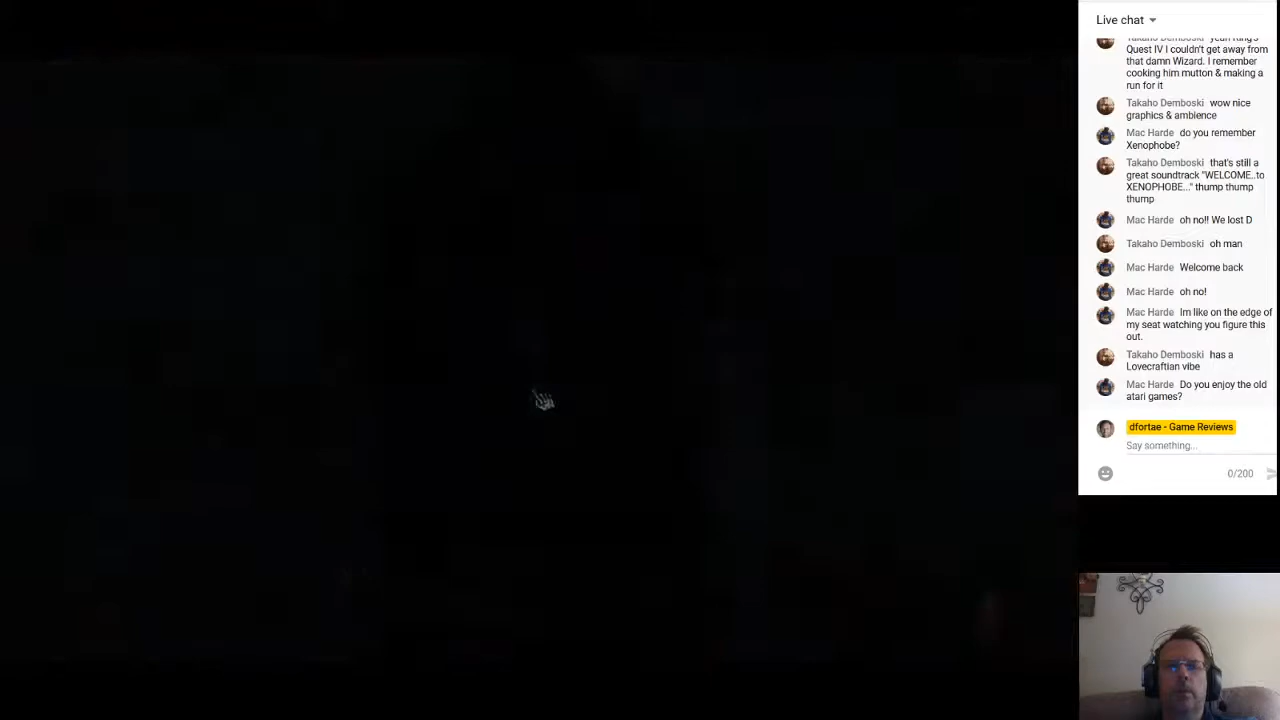 Live chat
Takaho Demboski yeah King's
Quest IV I couldn't get away from
that damn Wizard. I remember
cooking him mutton & making a
run for it
Takaho Demboski wow nice
graphics & ambience
Mac Harde do you remember
Xenophobe?
Takaho Demboski that's still a
great soundtrack "WELCOME..to
XENOPHOBE..." thump thump
thump
Mac Harde oh no!! We lost D
Takaho Demboski oh man
Mac Harde Welcome back
Mac Harde oh no!
Mac Harde Im like on the edge of
my seat watching you figure this
out.
Takaho Demboski has a
Lovecraftian vibe
Mac Harde Do you enjoy the old
atari games?
dfortae - Game Reviews
Say something...
0/200